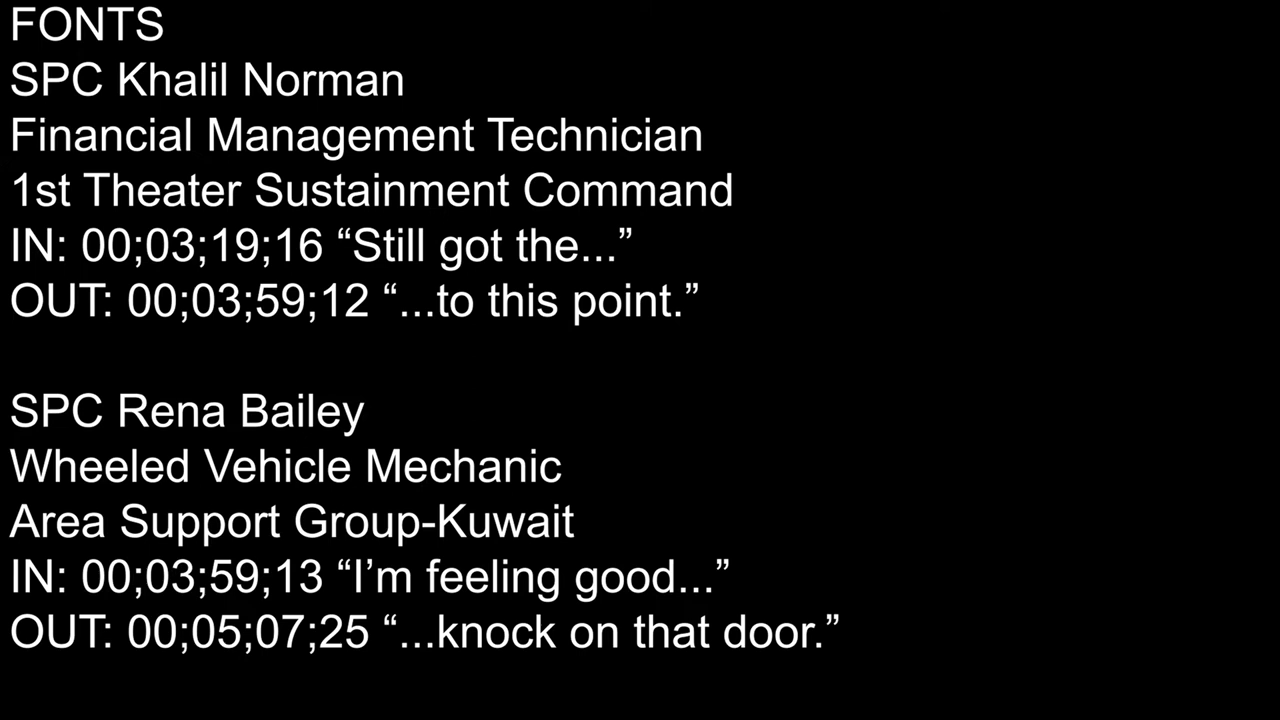 FONTS
SPC Khalil Norman
Financial Management Technician
1st Theater Sustainment Command
IN: 00;03;19;16 “Still got the...”
OUT: 00;03;59;12 “...to this point.”
SPC Rena Bailey
Wheeled Vehicle Mechanic
Area Support Group-Kuwait
IN: 00;03;59;13 “I’m feeling good...”
OUT: 00;05;07;25 “...knock on that door.”